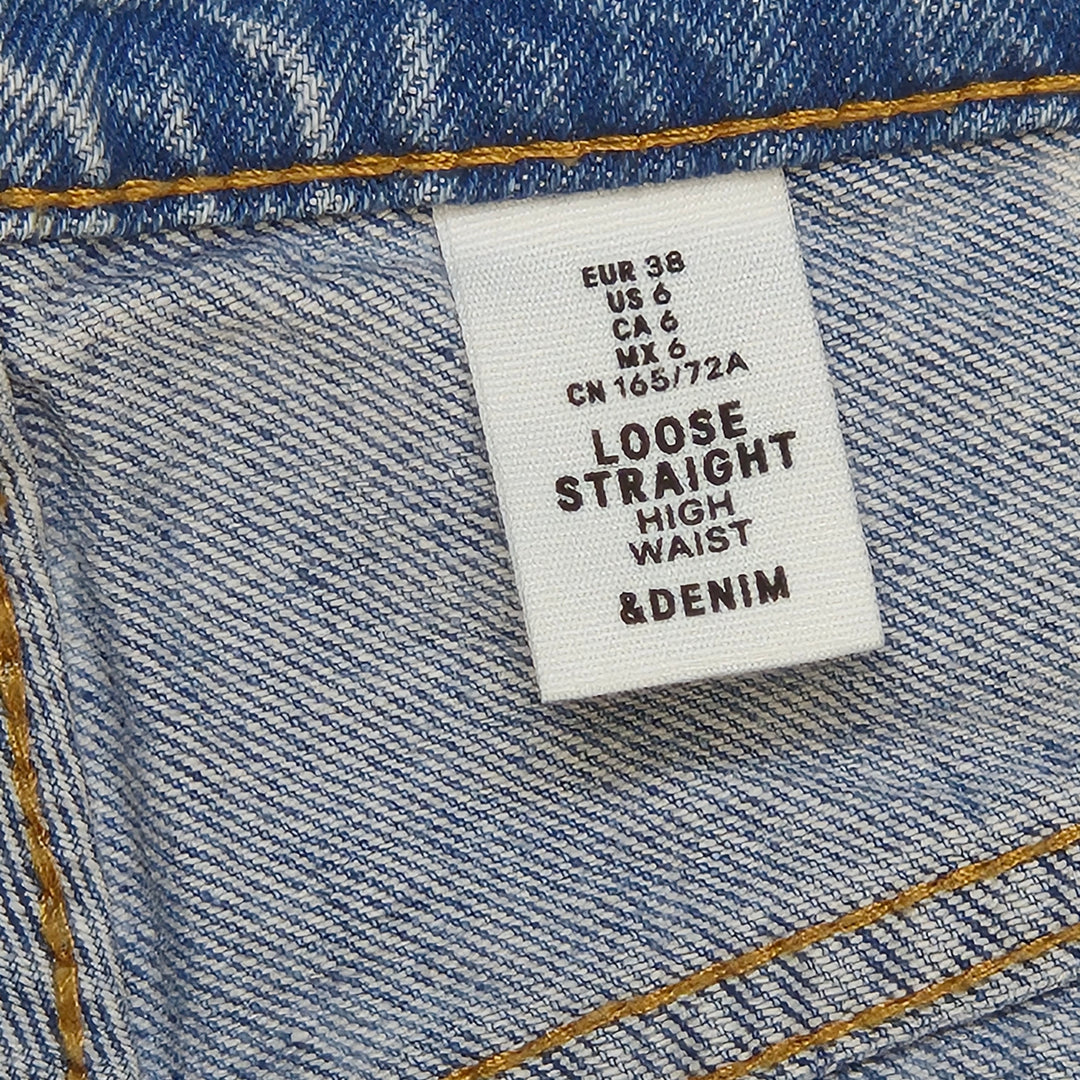 EUR 38
US 6
CA 6
MX 6
CN 165/72A
LOOSE
STRAIGHT
HIGH
WAIST
&DENIM